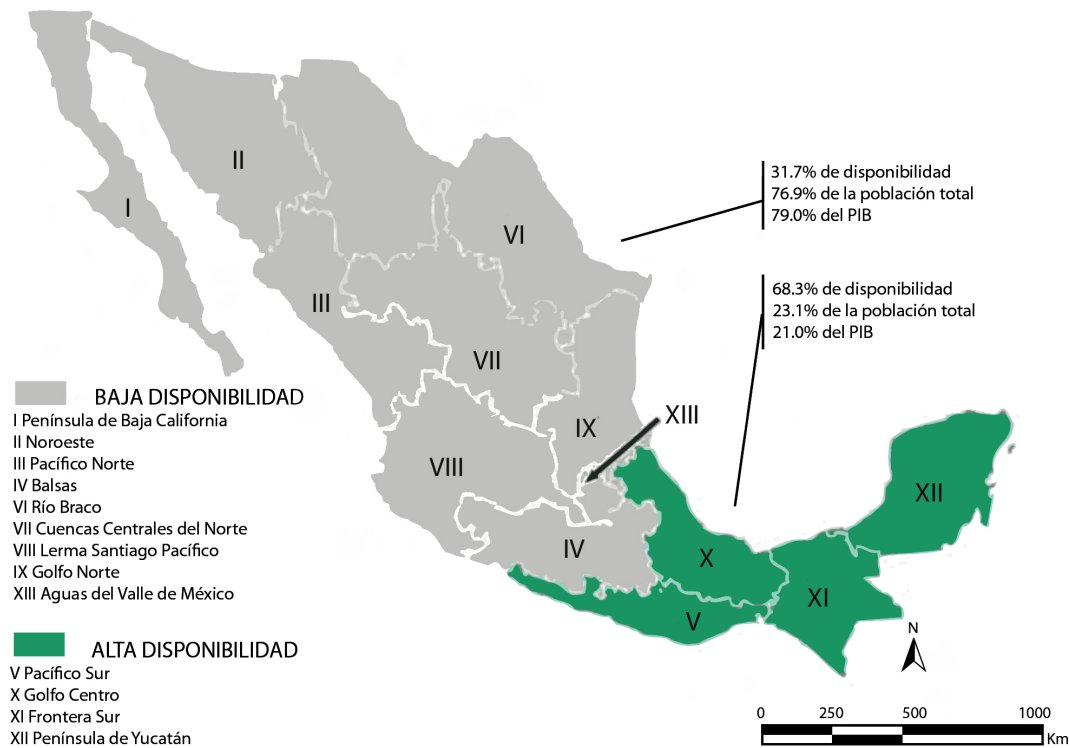 I
II
III
VI
VII
VIII
IX
XIII
IV
X
V
XI
XII
31.7% de disponibilidad
76.9% de la población total
79.0% del PIB
68.3% de disponibilidad
23.1% de la población total
21.0% del PIB
BAJA DISPONIBILIDAD
I Península de Baja California
II Noroeste
III Pacífico Norte
IV Balsas
VI Río Braco
VII Cuencas Centrales del Norte
VIII Lerma Santiago Pacífico
IX Golfo Norte
XIII Aguas del Valle de México
ALTA DISPONIBILIDAD
V Pacífico Sur
X Golfo Centro
XI Frontera Sur
XII Península de Yucatán
N
0 250 500 1000
Km